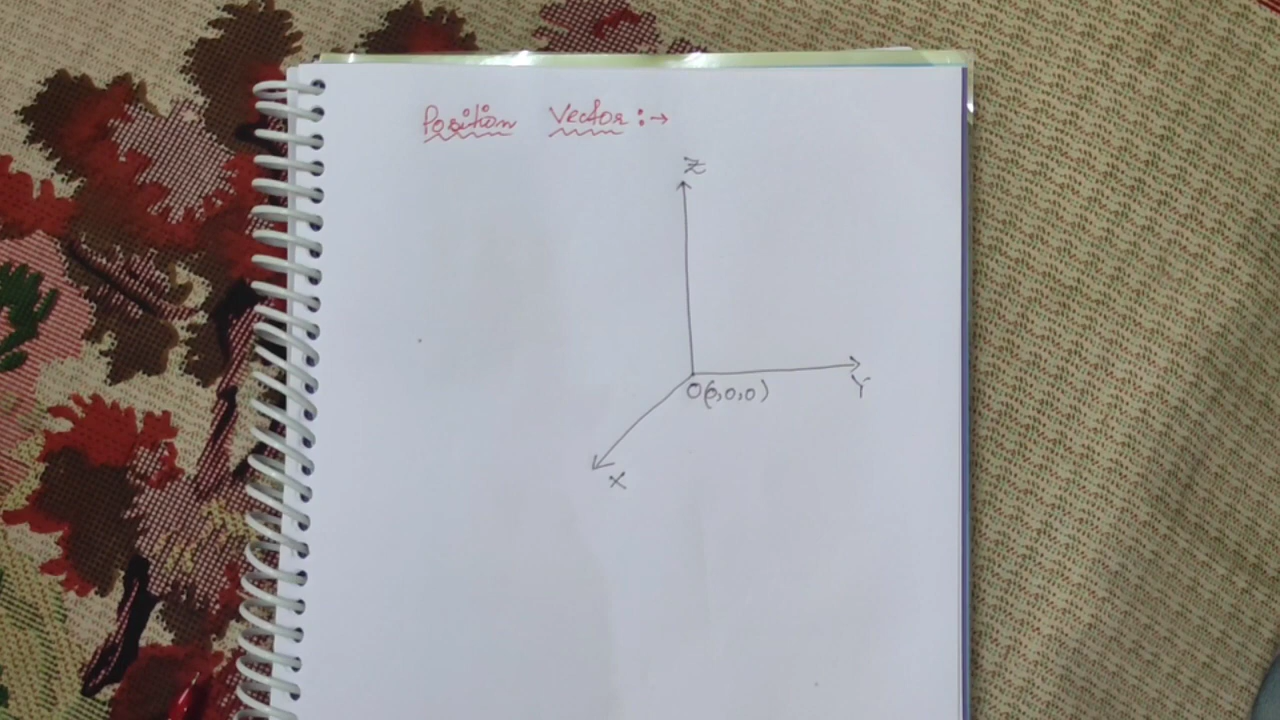 Position Vector :→
Z
O(0,0,0)
Y
X